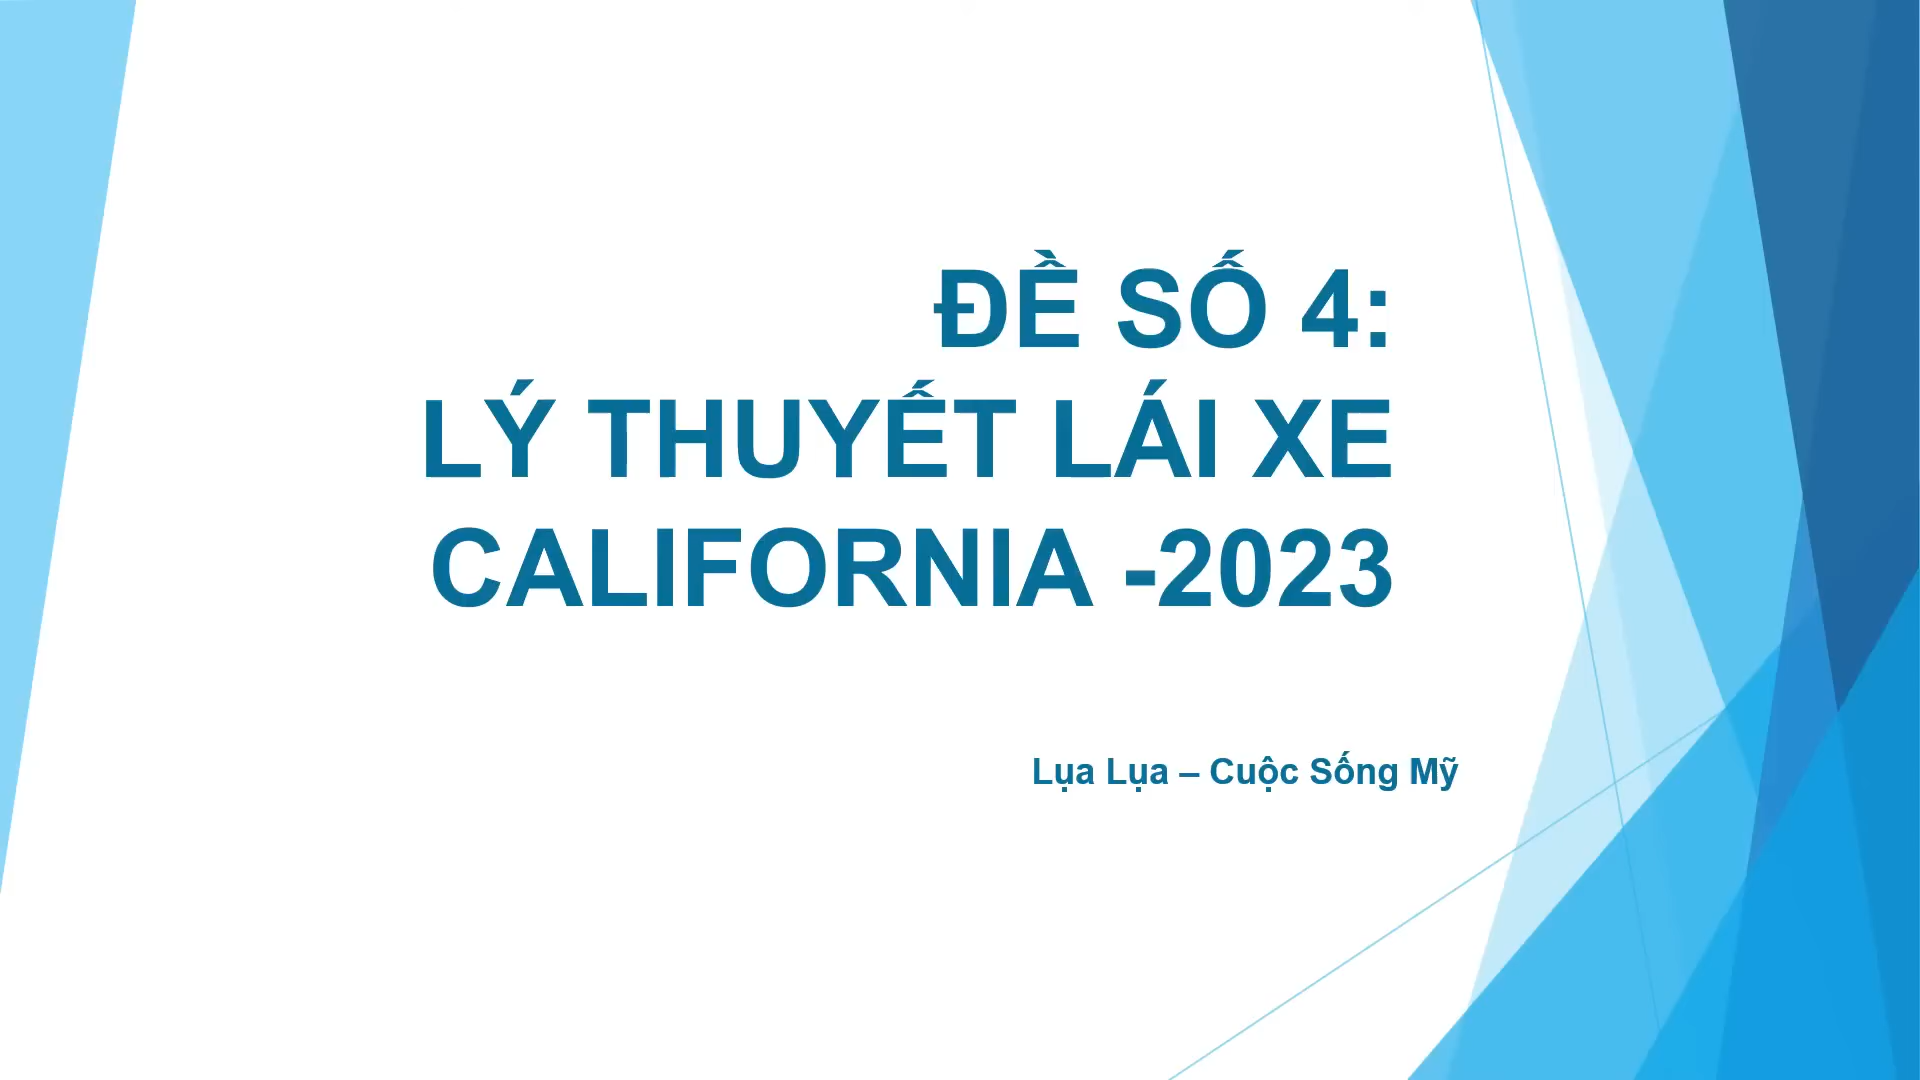 ĐỀ SỐ 4:
LÝ THUYẾT LÁI XE
CALIFORNIA -2023
Lụa Lụa – Cuộc Sống Mỹ